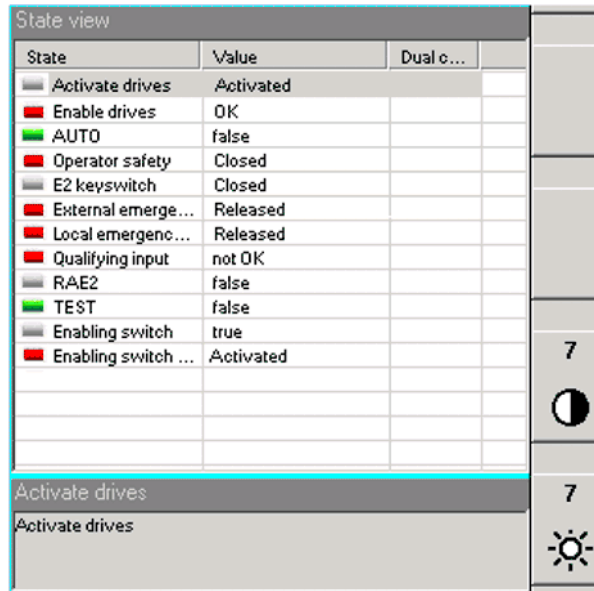 State view
State Value Dual c...
Activate drives Activated
Enable drives OK
AUTO false
Operator safety Closed
E2 keyswitch Closed
External emerge... Released
Local emergenc... Released
Qualifying input not OK
RAE2 false
TEST false
Enabling switch true
Enabling switch ... Activated
7
Activate drives
7
Activate drives